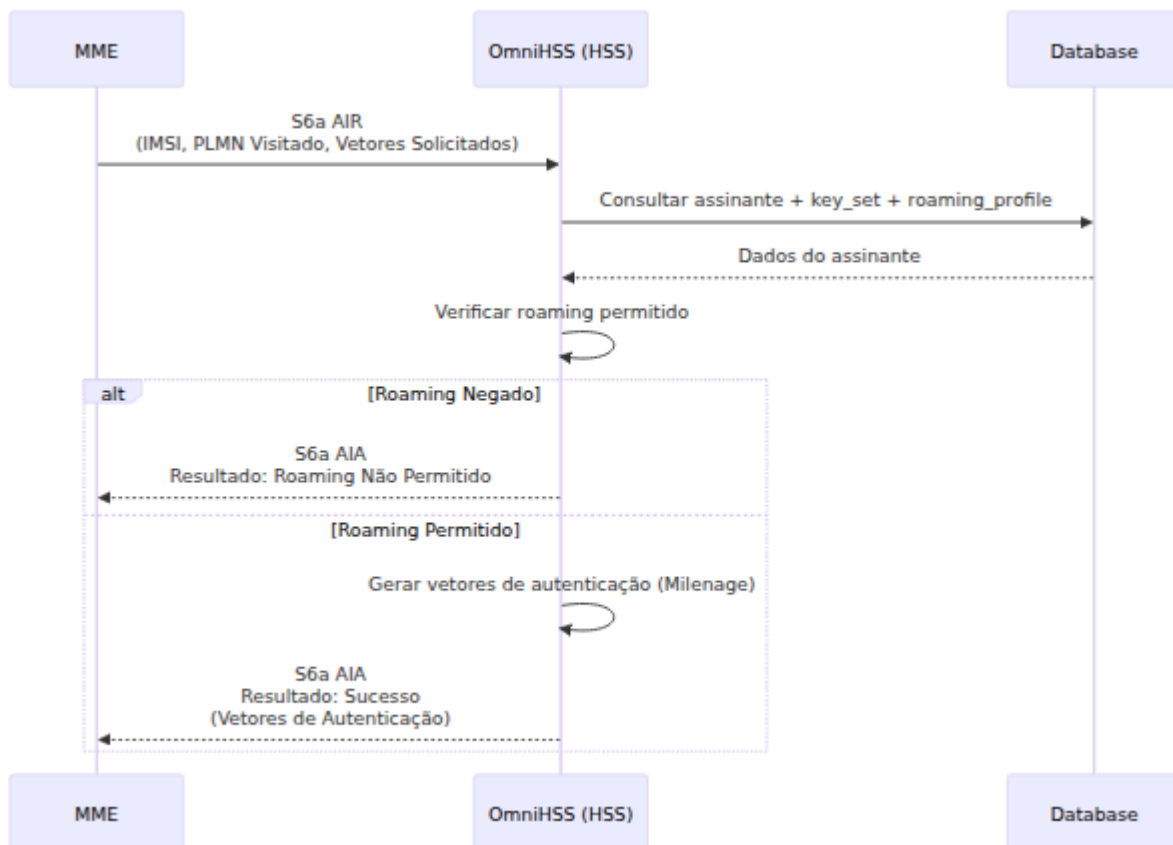 MME
OmniHSS (HSS)
Database
S6a AIR
(IMSI, PLMN Visitado, Vetores Solicitados)
Consultar assinante + key_set + roaming_profile
Dados do assinante
Verificar roaming permitido
alt
[Roaming Negado]
S6a AIA
Resultado: Roaming Não Permitido
[Roaming Permitido]
Gerar vetores de autenticação (Milenage)
S6a AIA
Resultado: Sucesso
(Vetores de Autenticação)
MME
OmniHSS (HSS)
Database